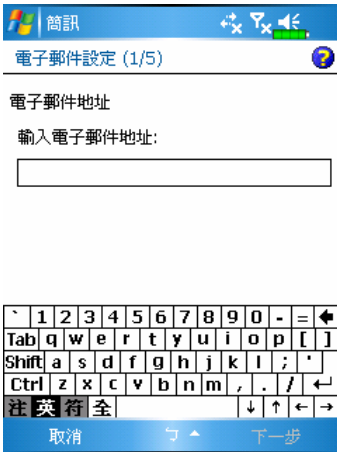 簡訊
電子郵件設定 (1/5)
?
電子郵件地址
輸入電子郵件地址:
` 1 2 3 4 5 6 7 8 9 0 - = 🡄
Tab q w e r t y u i o p [ ]
Shift a s d f g h j k l ; '
Ctrl z x c v b n m , . / ↵
注 英 符 全 ↓ ↑ ← →
取消 ㄅ 下一步